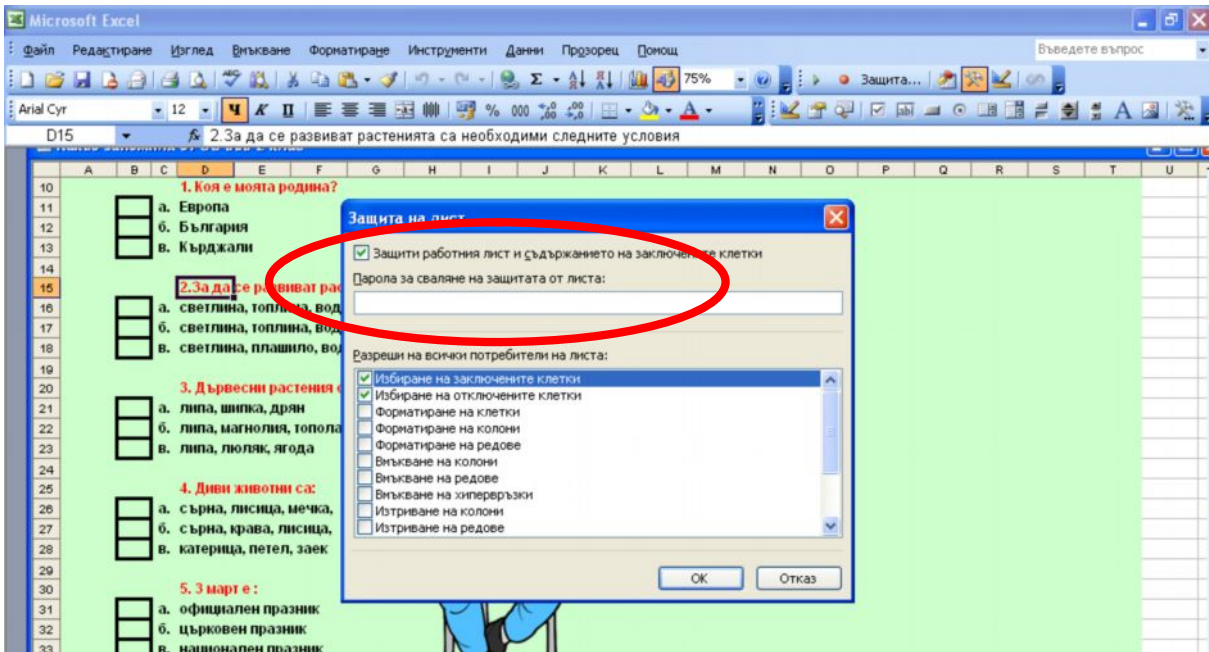 Microsoft Excel
Файл Редактиране Изглед Вмъкване Форматиране Инструменти Данни Прозорец Помощ Въведете въпрос
75% Защита...
Arial Cyr 12 Ч К П % 000
D15 fx 2.За да се развиват растенията са необходими следните условия
A B C D E F G H I J K L M N O P Q R S T U
10 1. Коя е моята родина?
11 а. Европа
12 б. България
13 в. Кърджали
14
15 2.За да се развиват рас
16 а. светлина, топлина, вод
17 б. светлина, топлина, вод
18 в. светлина, плашило, вод
19
20 3. Дървесни растения с
21 а. липа, шипка, дрян
22 б. липа, магнолия, топола
23 в. липа, люляк, ягода
24
25 4. Диви животни са:
26 а. сърна, лисица, мечка,
27 б. сърна, крава, лисица,
28 в. катерица, петел, заек
29
30 5. 3 март е :
31 а. официален празник
32 б. църковен празник
33 в. национален празник
Защита на лист
Защити работния лист и съдържанието на заключените клетки
Парола за сваляне на защитата от листа:
Разреши на всички потребители на листа:
Избиране на заключените клетки
Избиране на отключените клетки
Форматиране на клетки
Форматиране на колони
Форматиране на редове
Вмъкване на колони
Вмъкване на редове
Вмъкване на хипервръзки
Изтриване на колони
Изтриване на редове
OK Отказ